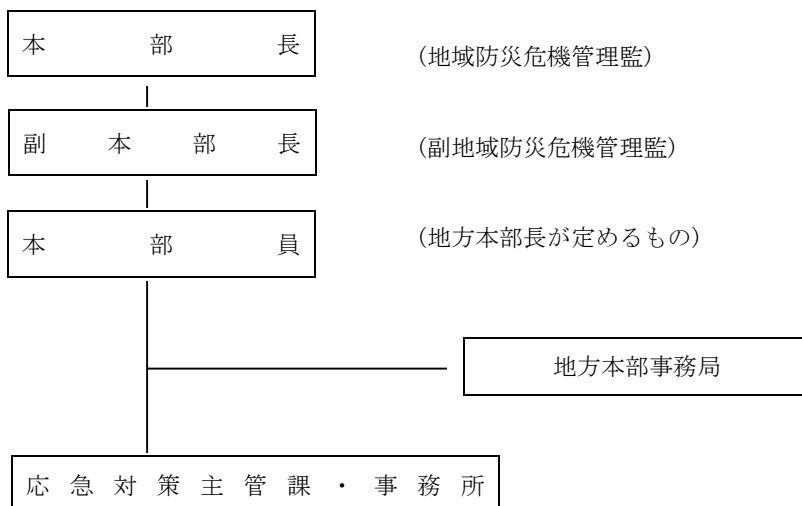 本部長
(地域防災危機管理監)
副本部長
(副地域防災危機管理監)
本部員
(地方本部長が定めるもの)
地方本部事務局
応急対策主管課・事務所